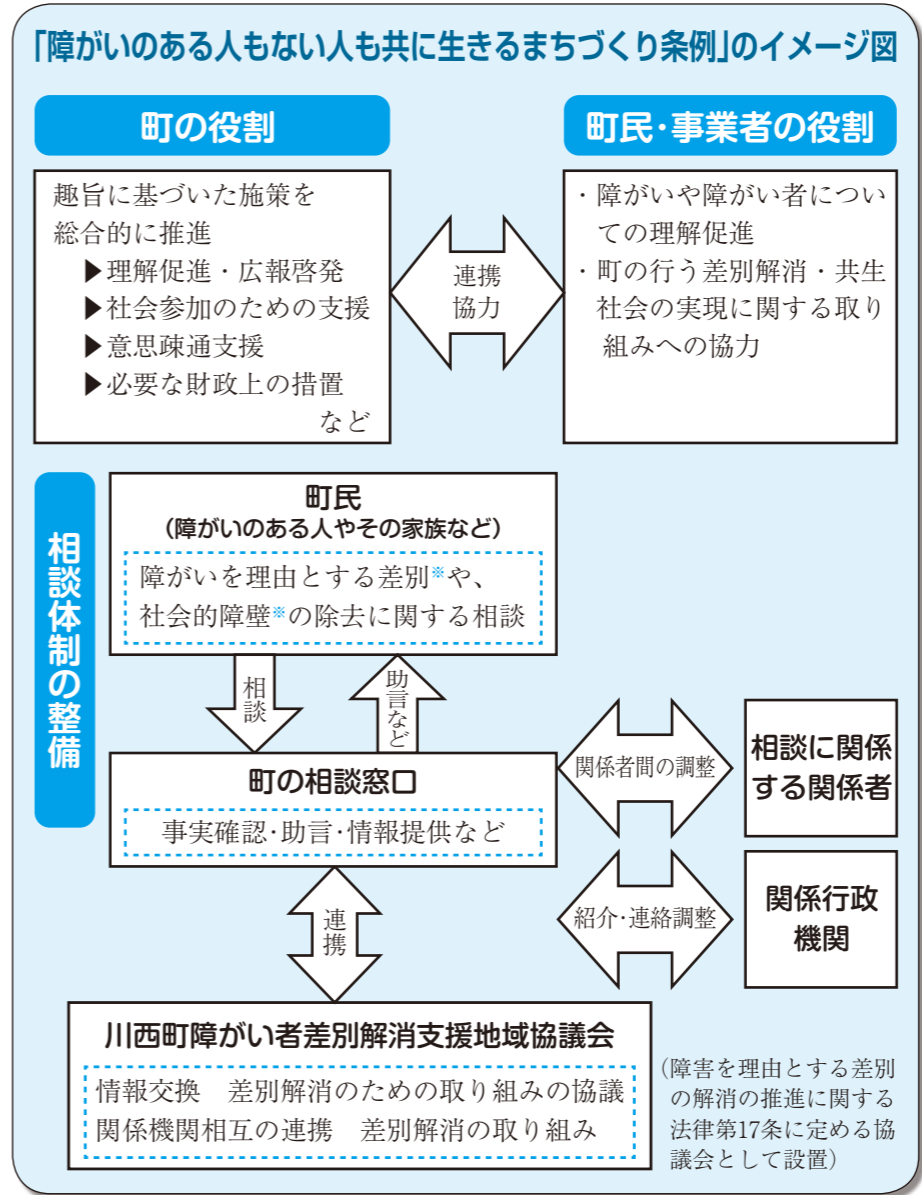 「障がいのある人もない人も共に生きるまちづくり条例」のイメージ図
町の役割
趣旨に基づいた施策を
総合的に推進
▶理解促進・広報啓発
▶社会参加のための支援
▶意思疎通支援
▶必要な財政上の措置
など
連携
協力
町民・事業者の役割
・障がいや障がい者につい
ての理解促進
・町の行う差別解消・共生
社会の実現に関する取り
組みへの協力
相談体制の整備
町民
（障がいのある人やその家族など）
障がいを理由とする差別※や、
社会的障壁※の除去に関する相談
相談
助言など
町の相談窓口
事実確認・助言・情報提供など
関係者間の調整
相談に関係
する関係者
紹介・連絡調整
関係行政
機関
連携
川西町障がい者差別解消支援地域協議会
情報交換　差別解消のための取り組みの協議
関係機関相互の連携　差別解消の取り組み
（障害を理由とする差別
の解消の推進に関する
法律第17条に定める協
議会として設置）